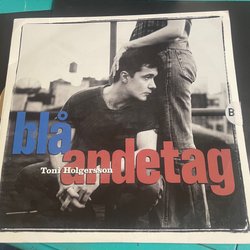 blå
Toni Holgersson
andetag
B